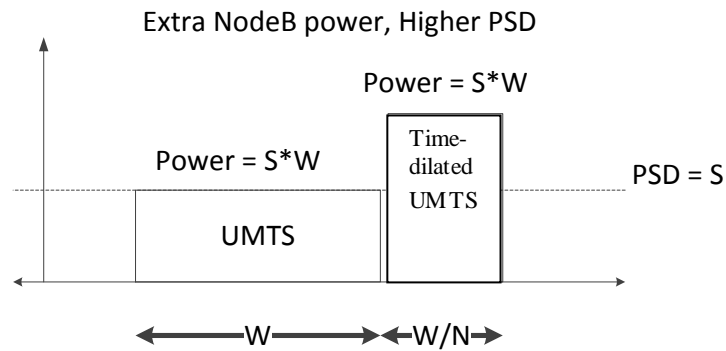 Extra NodeB power, Higher PSD
Power = S*W
Power = S*W
Time-
dilated
UMTS
PSD = S
UMTS
W
W/N